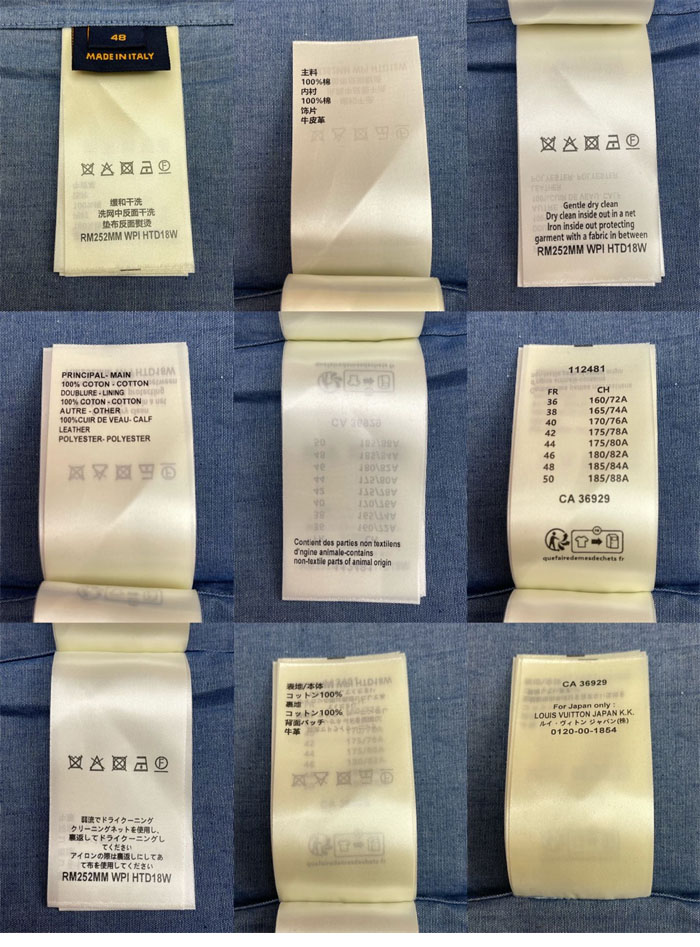 48
MADE IN ITALY
缓和干洗
洗网中反面干洗
垫布反面熨烫
RM252MM WPI HTD18W
主料
100%棉
内衬
100%棉
饰片
牛皮革
Gentle dry clean
Dry clean inside out in a net
Iron inside out protecting
garment with a fabric in between
RM252MM WPI HTD18W
PRINCIPAL- MAIN
100% COTON - COTTON
DOUBLURE - LINING
100% COTON - COTTON
AUTRE - OTHER
100%CUIR DE VEAU- CALF
LEATHER
POLYESTER- POLYESTER
Contient des parties non textilens
d'ngine animale-contains
non-textile parts of animal origin
112481
FR CH
36 160/72A
38 165/74A
40 170/76A
42 175/78A
44 175/80A
46 180/82A
48 185/84A
50 185/88A
CA 36929
quefairedemesdechets.fr
弱流でドライクーニング
クリーニングネットを使用し、
裏返してドライクーニングし
てください
アイロンの際は裏返しにしてあ
て布を使用してください
RM252MM WPI HTD18W
表地/本体
コットン100%
裏地
コットン100%
背面パッチ
牛革
CA 36929
For Japan only :
LOUIS VUITTON JAPAN K.K.
ルイ・ヴィトン ジャパン(株)
0120-00-1854